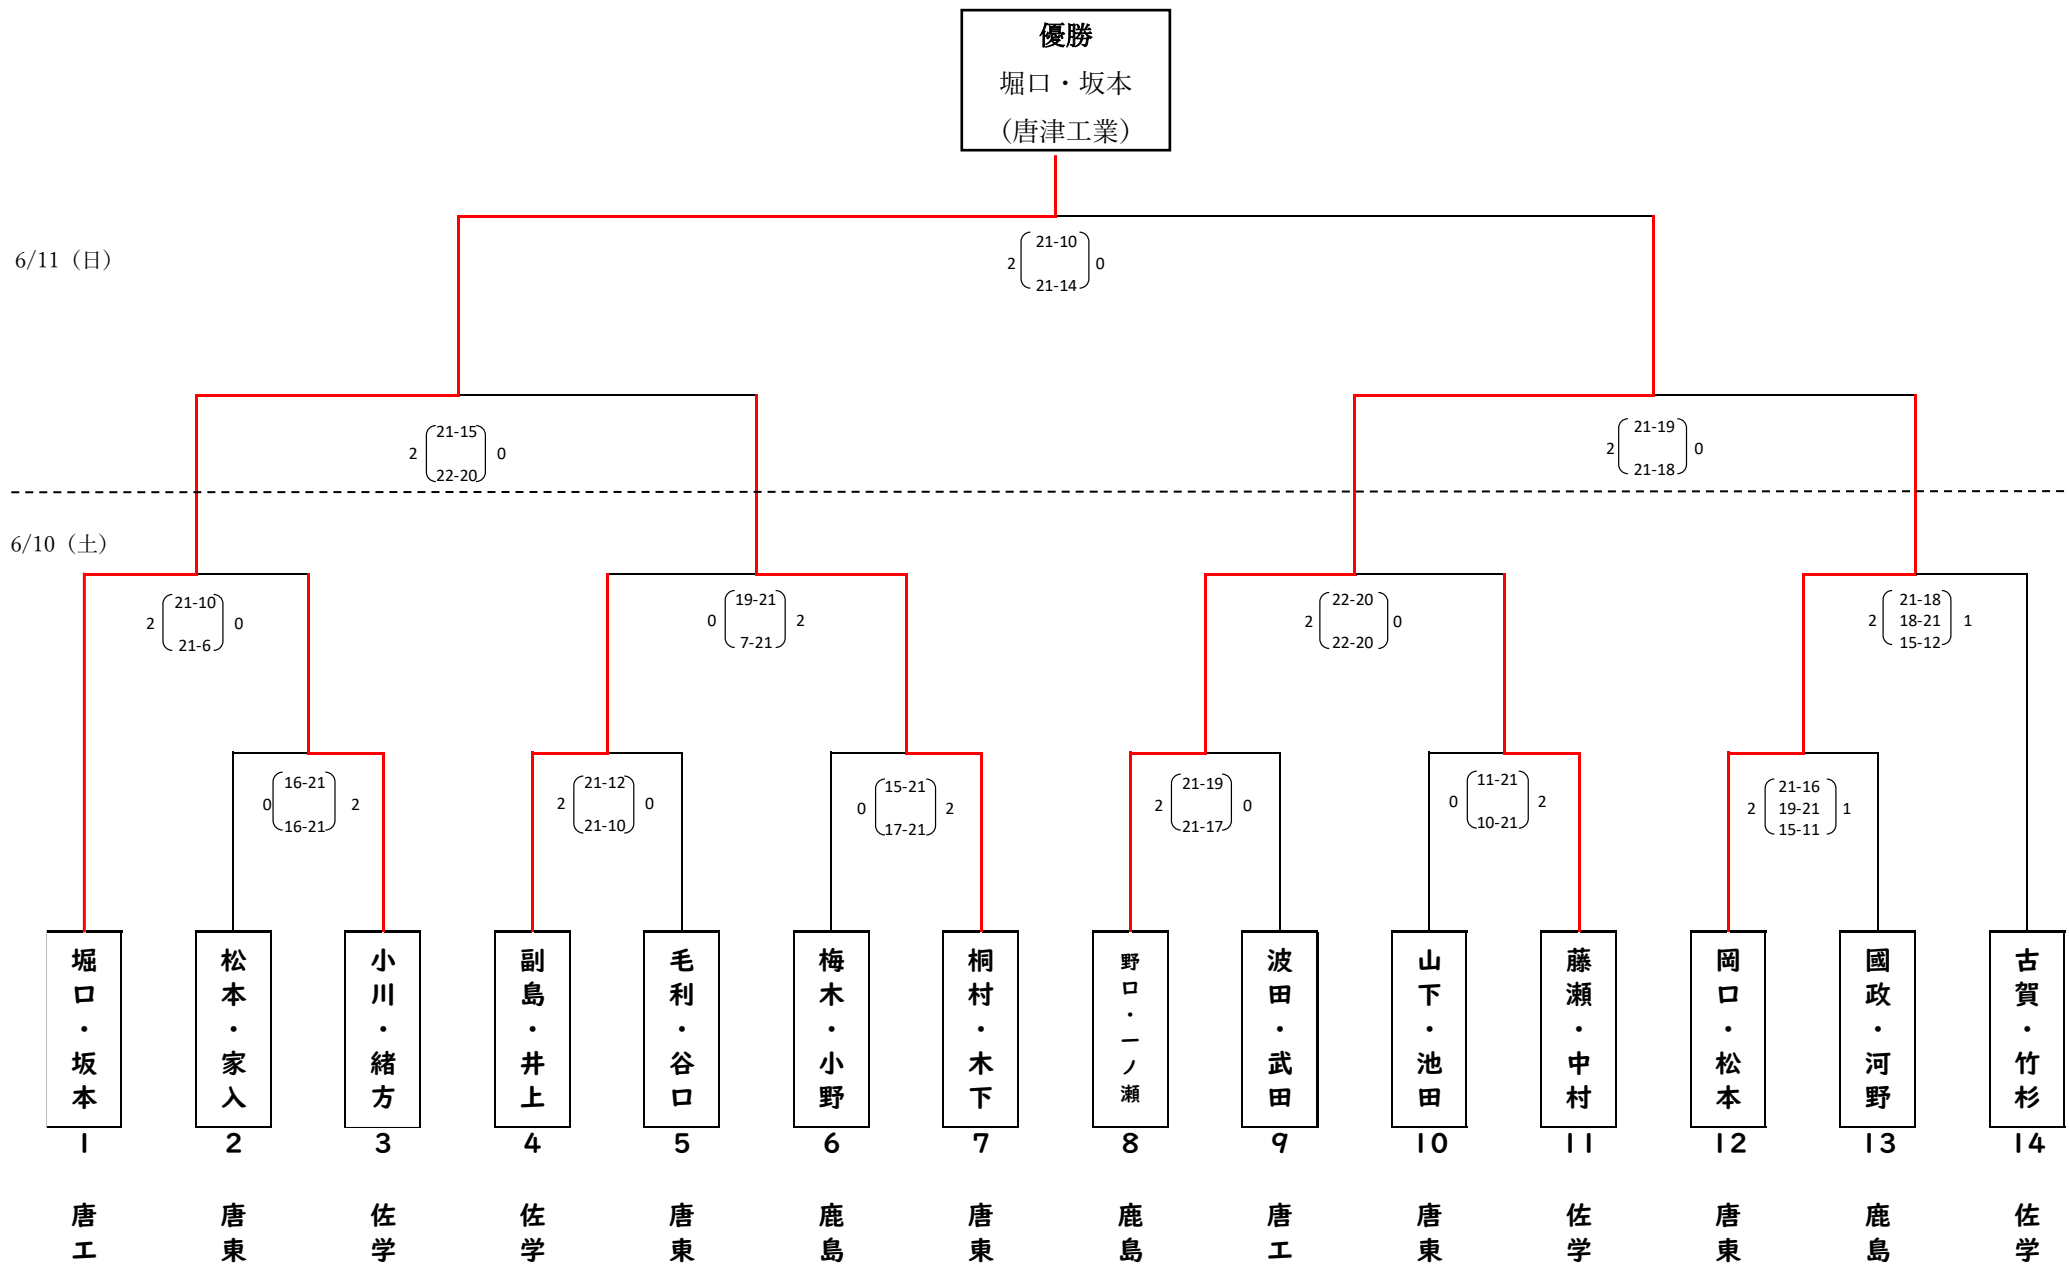 優勝
堀口・坂本
（唐津工業）
6/11（日）
2 21-10 0
21-14
2 21-15 0
22-20
2 21-19 0
21-18
6/10（土）
2 21-10 0
21-6
0 19-21 2
7-21
2 22-20 0
22-20
2 21-18 1
18-21
15-12
0 16-21 2
16-21
2 21-12 0
21-10
0 15-21 2
17-21
2 21-19 0
21-17
0 11-21 2
10-21
2 21-16 1
19-21
15-11
堀口・坂本
松本・家入
小川・緒方
副島・井上
毛利・谷口
梅木・小野
桐村・木下
野口・一ノ瀬
波田・武田
山下・池田
藤瀬・中村
岡口・松本
國政・河野
古賀・竹杉
1 2 3 4 5 6 7 8 9 10 11 12 13 14
唐工
唐東
佐学
佐学
唐東
鹿島
唐東
鹿島
唐工
唐東
佐学
唐東
鹿島
佐学